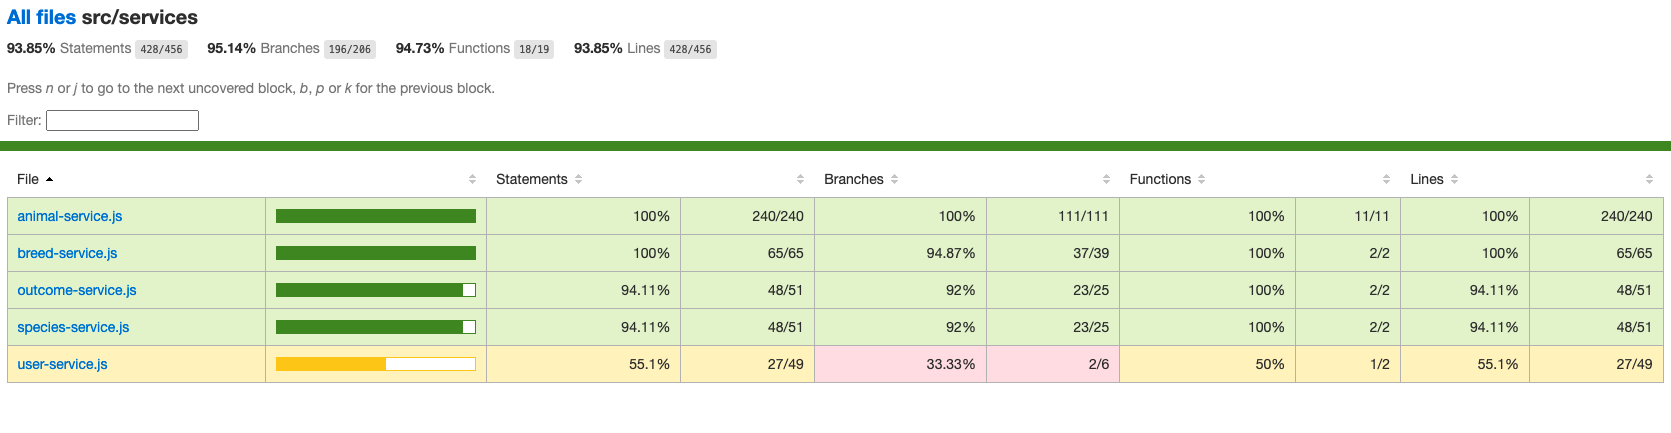 All files src/services
93.85% Statements 428/456 95.14% Branches 196/206 94.73% Functions 18/19 93.85% Lines 428/456
Press n or j to go to the next uncovered block, b, p or k for the previous block.
Filter:
File Statements Branches Functions Lines
animal-service.js 100% 240/240 100% 111/111 100% 11/11 100% 240/240
breed-service.js 100% 65/65 94.87% 37/39 100% 2/2 100% 65/65
outcome-service.js 94.11% 48/51 92% 23/25 100% 2/2 94.11% 48/51
species-service.js 94.11% 48/51 92% 23/25 100% 2/2 94.11% 48/51
user-service.js 55.1% 27/49 33.33% 2/6 50% 1/2 55.1% 27/49